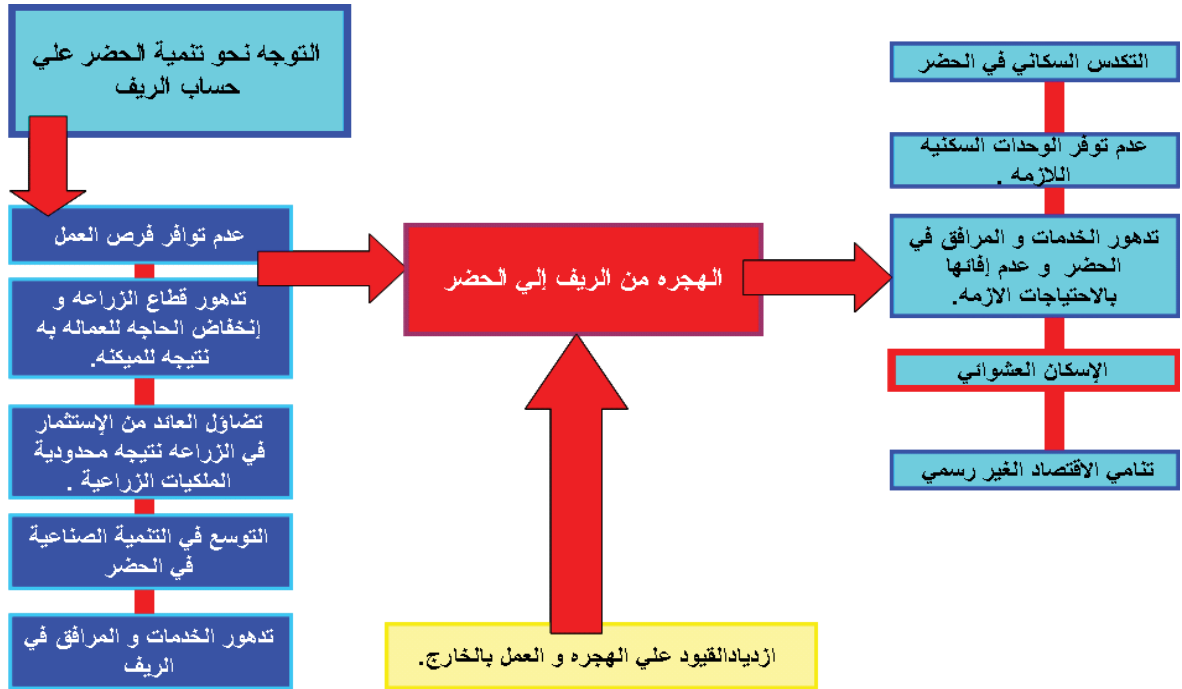 التوجه نحو تنمية الحضر علي
حساب الريف
عدم توافر فرص العمل
تدهور قطاع الزراعه و
إنخفاض الحاجه للعماله به
نتيجه للميكنه.
تضاؤل العائد من الإستثمار
في الزراعه نتيجه محدودية
الملكيات الزراعية .
التوسع في التنمية الصناعية
في الحضر
تدهور الخدمات و المرافق في
الريف
الهجره من الريف إلي الحضر
ازديادالقيود علي الهجره و العمل بالخارج.
التكدس السكاني في الحضر
عدم توفر الوحدات السكنيه
اللازمه .
تدهور الخدمات و المرافق في
الحضر و عدم إفائها
بالاحتياجات الازمه.
الإسكان العشوائي
تنامي الاقتصاد الغير رسمي